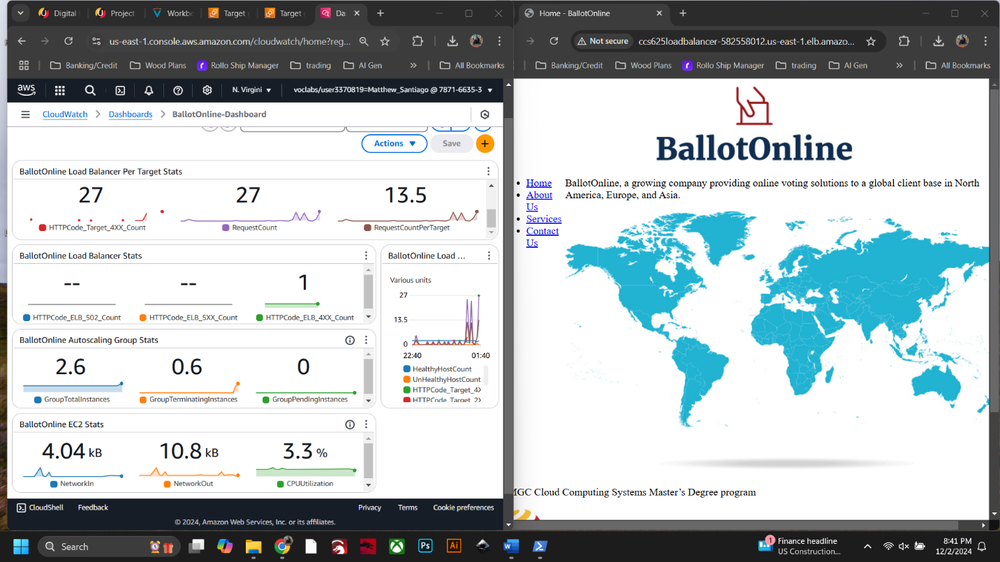 Digital
Project
Workbe
Target
Target
Da
us-east-1.console.aws.amazon.com/cloudwatch/home?reg...
Banking/Credit
Wood Plans
Rollo Ship Manager
trading
AI Gen
»
All Bookmarks
aws
N. Virgini
voclabs/user3370819=Matthew_Santiago @ 7871-6635-3
CloudWatch
Dashboards
BallotOnline-Dashboard
Actions
Save
BallotOnline Load Balancer Per Target Stats
27
27
13.5
HTTPCode_Target_4XX_Count
RequestCount
RequestCountPerTarget
BallotOnline Load Balancer Stats
--
--
1
HTTPCode_ELB_502_Count
HTTPCode_ELB_5XX_Count
HTTPCode_ELB_4XX_Count
BallotOnline Load ...
Various units
27
13.5
0
22:40
01:40
HealthyHostCount
UnHealthyHostCount
HTTPCode_Target_4X
HTTPCode_Target_2X
BallotOnline Autoscaling Group Stats
2.6
0.6
0
GroupTotalInstances
GroupTerminatingInstances
GroupPendingInstances
BallotOnline EC2 Stats
4.04 kB
10.8 kB
3.3 %
NetworkIn
NetworkOut
CPUUtilization
CloudShell
Feedback
Privacy
Terms
Cookie preferences
© 2024, Amazon Web Services, Inc. or its affiliates.
Home - BallotOnline
Not secure
ccs625loadbalancer-582558012.us-east-1.elb.amazo...
Banking/Credit
Wood Plans
Rollo Ship Manager
trading
AI Gen
»
All Bookmarks
BallotOnline
Home
About
Us
Services
Contact
Us
BallotOnline, a growing company providing online voting solutions to a global client base in North
America, Europe, and Asia.
MGC Cloud Computing Systems Master’s Degree program
Search
Ps
Ai
1
Finance headline
US Construction...
8:41 PM
12/2/2024